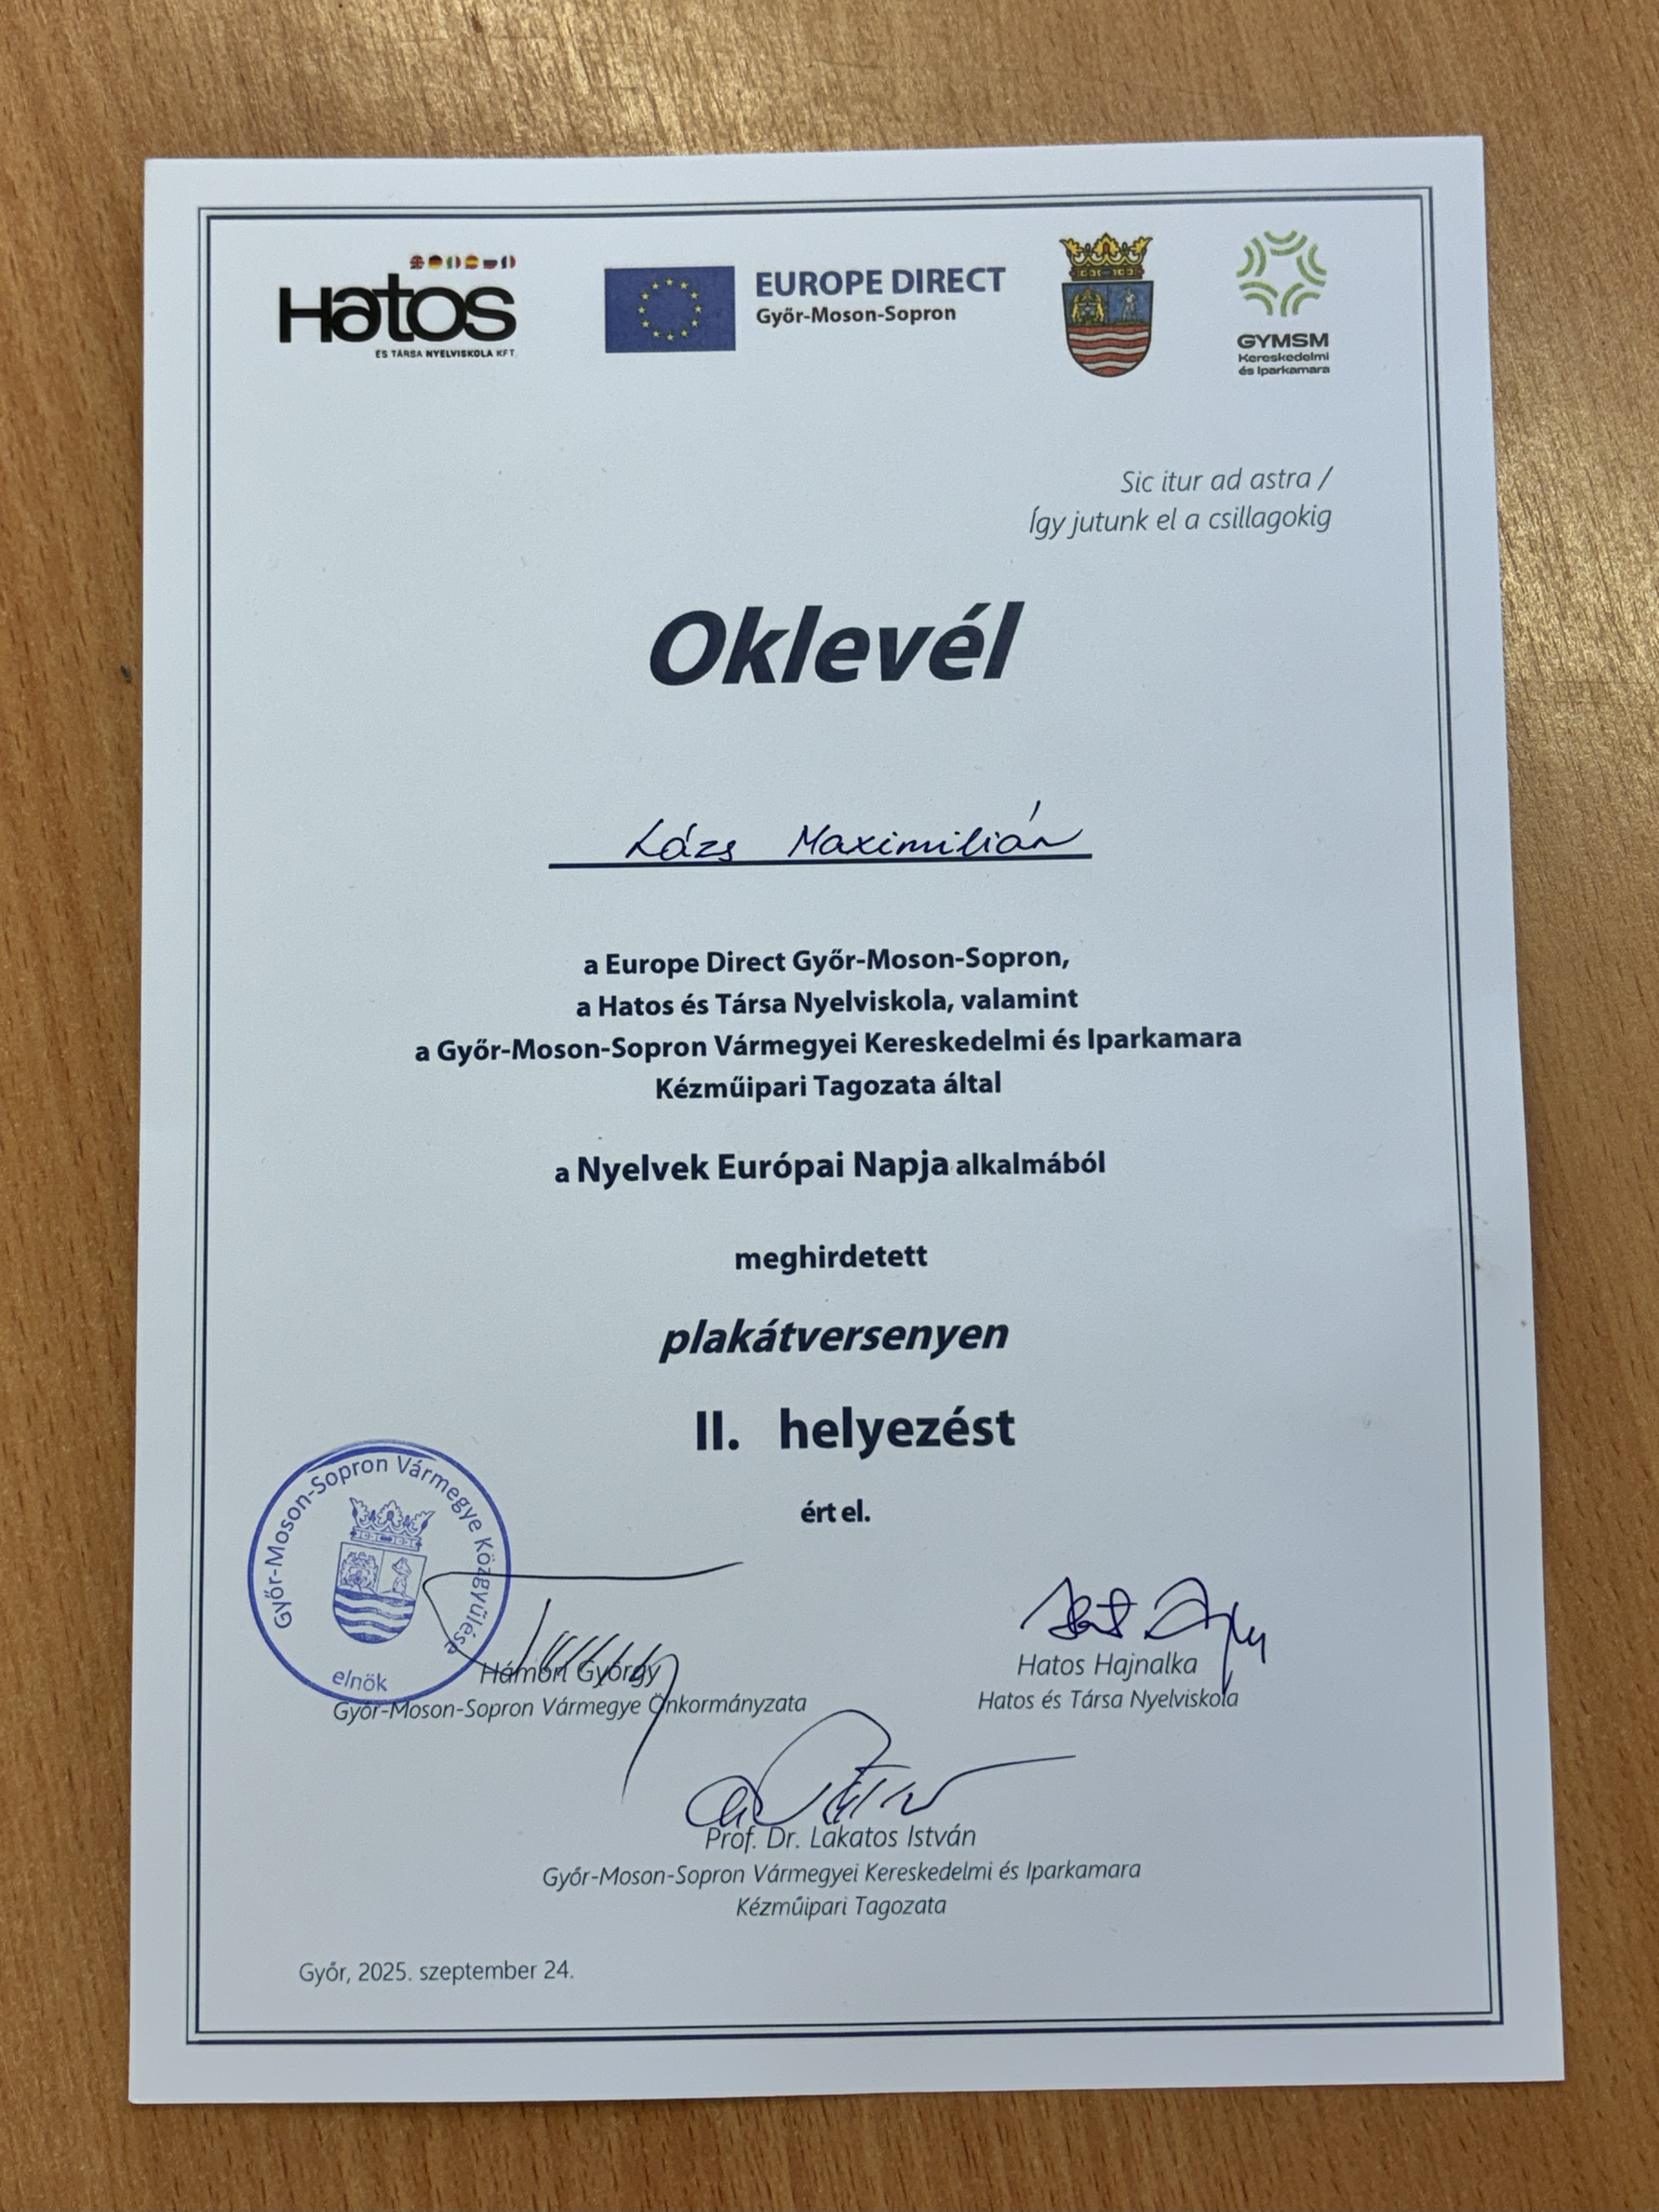 Hatos
ÉS TÁRSA NYELVISKOLA KFT.
EUROPE DIRECT
Győr-Moson-Sopron
GYMSM
Kereskedelmi
és Iparkamara
Sic itur ad astra /
Így jutunk el a csillagokig
Oklevél
Lázs Maximilián
a Europe Direct Győr-Moson-Sopron,
a Hatos és Társa Nyelviskola, valamint
a Győr-Moson-Sopron Vármegyei Kereskedelmi és Iparkamara
Kézműipari Tagozata által
a Nyelvek Európai Napja alkalmából
meghirdetett
plakátversenyen
II. helyezést
ért el.
Győr-Moson-Sopron Vármegye Közgyűlése
elnök
Hámori György
Győr-Moson-Sopron Vármegye Önkormányzata
Hatos Hajnalka
Hatos és Társa Nyelviskola
Prof. Dr. Lakatos István
Győr-Moson-Sopron Vármegyei Kereskedelmi és Iparkamara
Kézműipari Tagozata
Győr, 2025. szeptember 24.